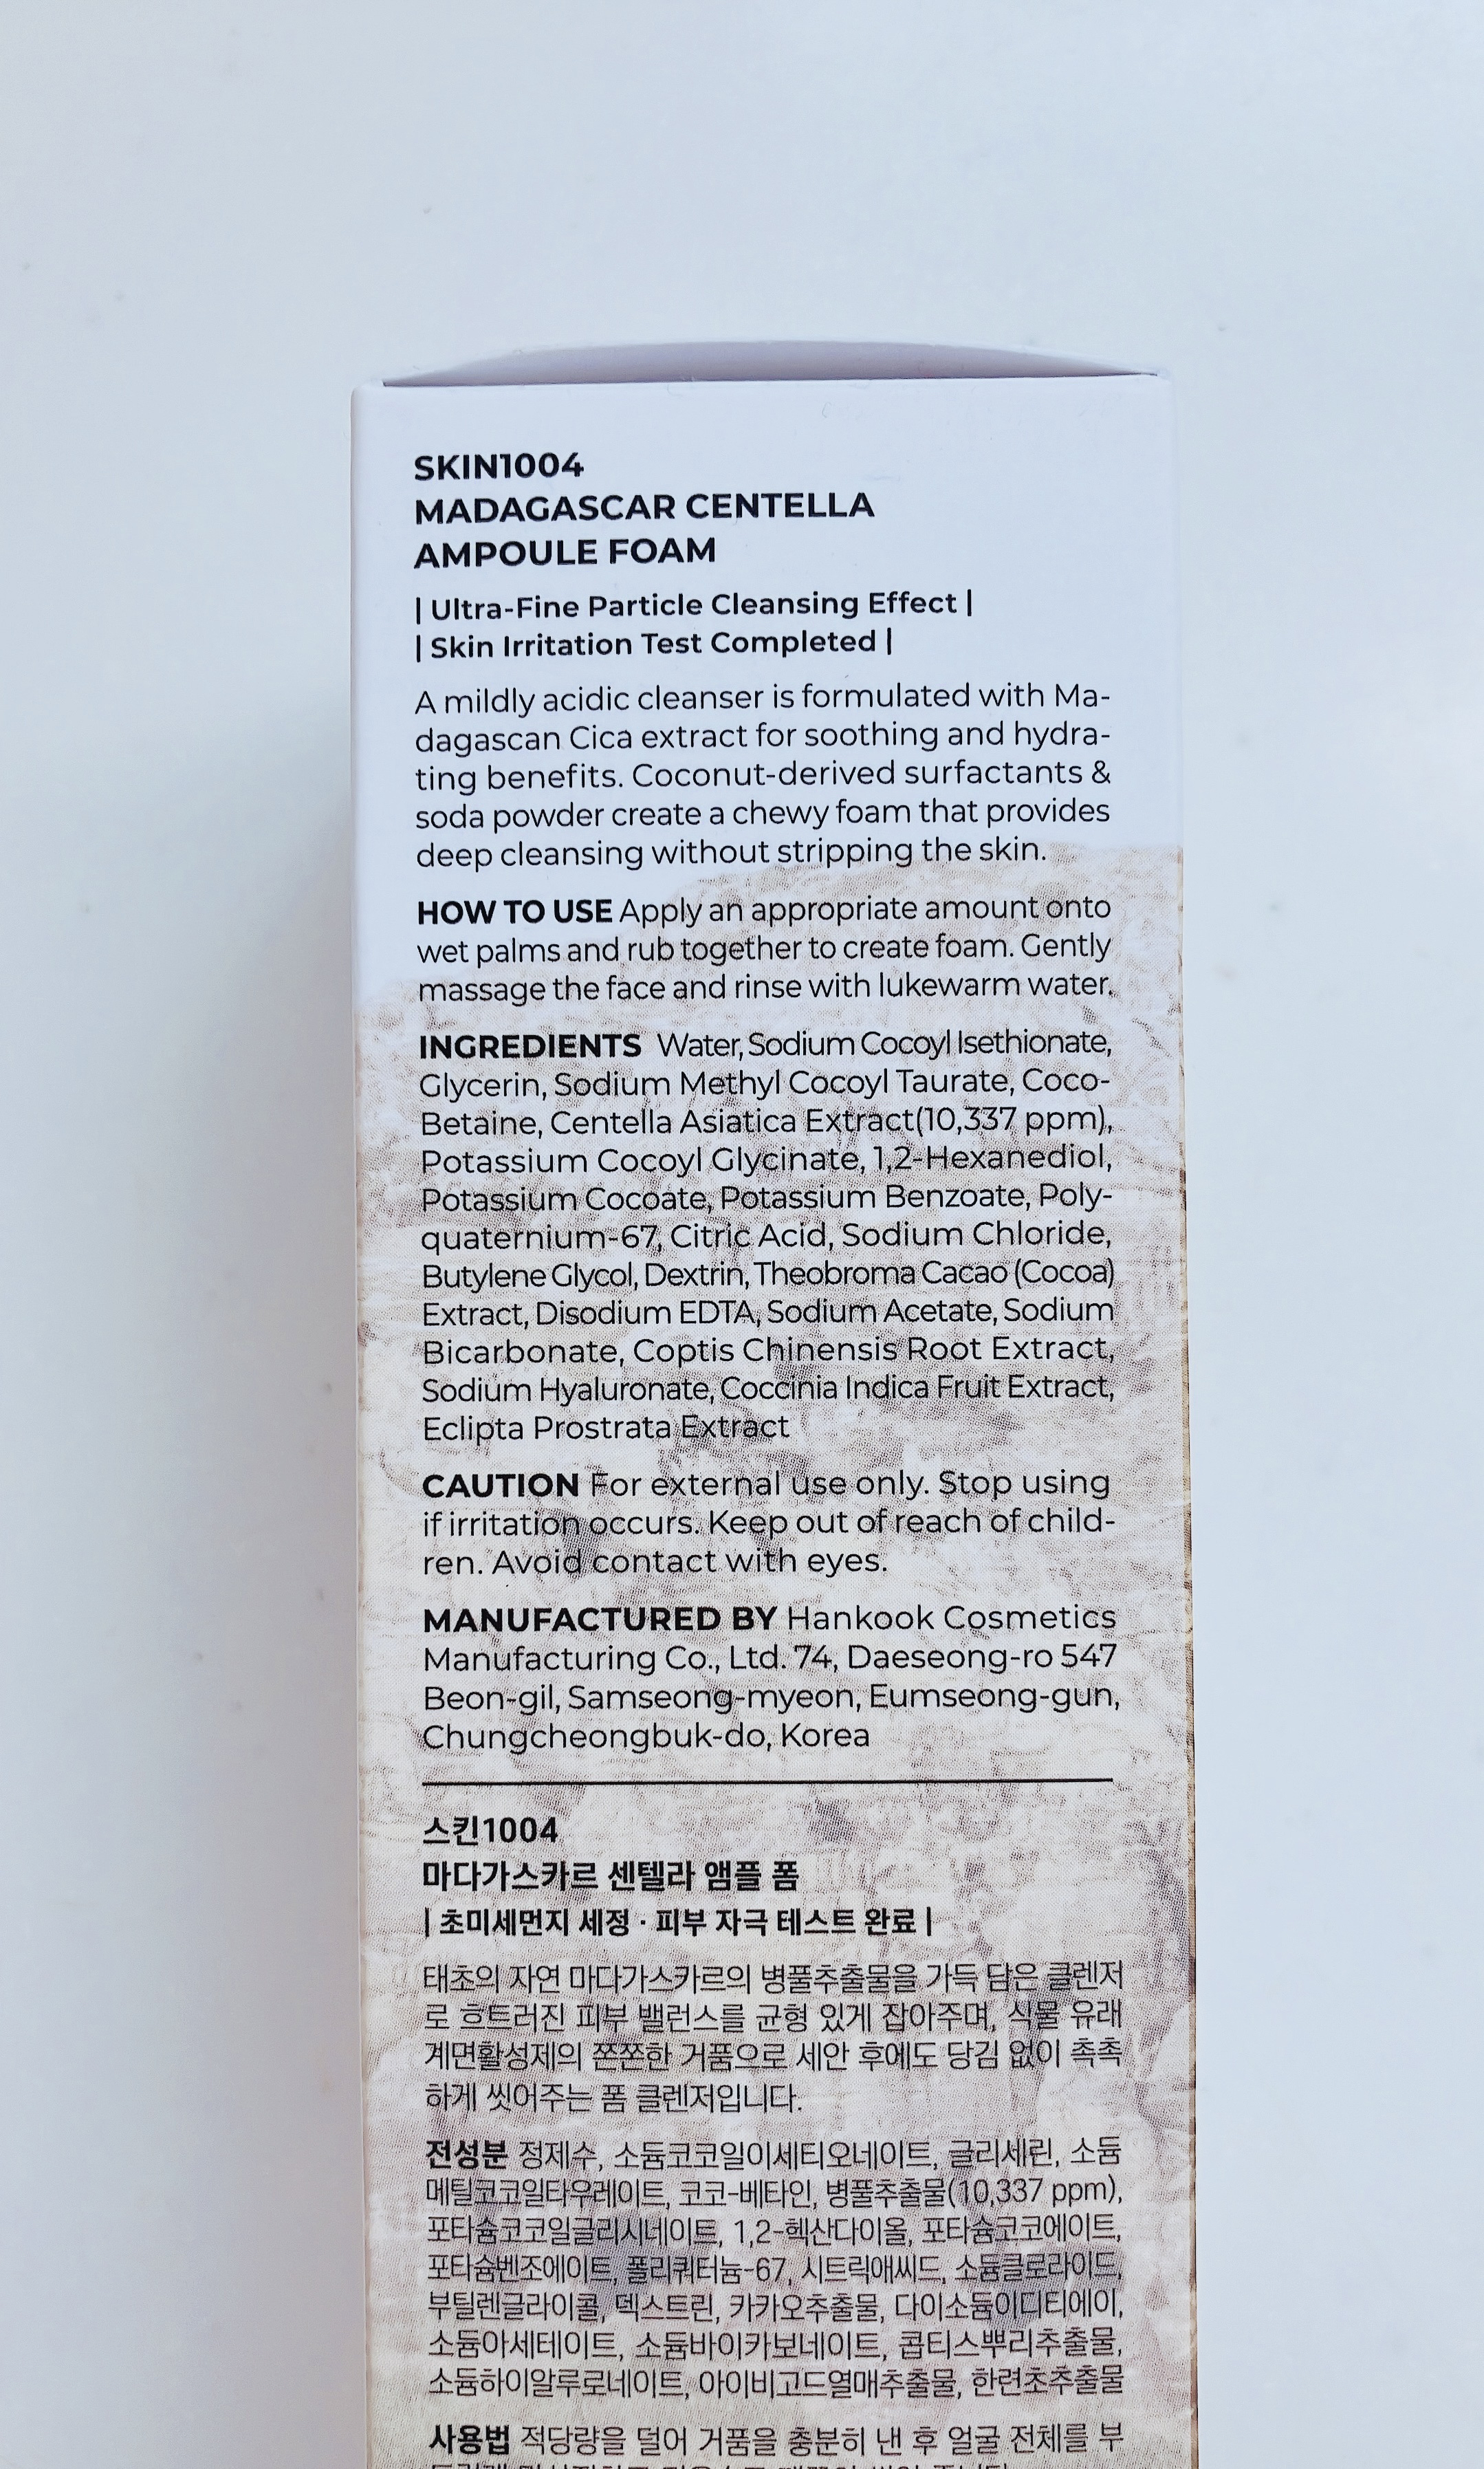 SKIN1004
MADAGASCAR CENTELLA
AMPOULE FOAM
| Ultra-Fine Particle Cleansing Effect |
| Skin Irritation Test Completed |
A mildly acidic cleanser is formulated with Ma-
dagascan Cica extract for soothing and hydra-
ting benefits. Coconut-derived surfactants &
soda powder create a chewy foam that provides
deep cleansing without stripping the skin.
HOW TO USE Apply an appropriate amount onto
wet palms and rub together to create foam. Gently
massage the face and rinse with lukewarm water.
INGREDIENTS Water, Sodium Cocoyl Isethionate,
Glycerin, Sodium Methyl Cocoyl Taurate, Coco-
Betaine, Centella Asiatica Extract(10,337 ppm),
Potassium Cocoyl Glycinate, 1,2-Hexanediol,
Potassium Cocoate, Potassium Benzoate, Poly-
quaternium-67, Citric Acid, Sodium Chloride,
Butylene Glycol, Dextrin, Theobroma Cacao (Cocoa)
Extract, Disodium EDTA, Sodium Acetate, Sodium
Bicarbonate, Coptis Chinensis Root Extract,
Sodium Hyaluronate, Coccinia Indica Fruit Extract,
Eclipta Prostrata Extract
CAUTION For external use only. Stop using
if irritation occurs. Keep out of reach of child-
ren. Avoid contact with eyes.
MANUFACTURED BY Hankook Cosmetics
Manufacturing Co., Ltd. 74, Daeseong-ro 547
Beon-gil, Samseong-myeon, Eumseong-gun,
Chungcheongbuk-do, Korea
스킨1004
마다가스카르 센텔라 앰플 폼
| 초미세먼지 세정 · 피부 자극 테스트 완료 |
태초의 자연 마다가스카르의 병풀추출물을 가득 담은 클렌저
로 흐트러진 피부 밸런스를 균형 있게 잡아주며, 식물 유래
계면활성제의 쫀쫀한 거품으로 세안 후에도 당김 없이 촉촉
하게 씻어주는 폼 클렌저입니다.
전성분 정제수, 소듐코코일이세티오네이트, 글리세린, 소듐
메틸코코일타우레이트, 코코-베타인, 병풀추출물(10,337 ppm),
포타슘코코일글리시네이트, 1,2-헥산다이올, 포타슘코코에이트,
포타슘벤조에이트, 폴리쿼터늄-67, 시트릭애씨드, 소듐클로라이드,
부틸렌글라이콜, 덱스트린, 카카오추출물, 다이소듐이디티에이,
소듐아세테이트, 소듐바이카보네이트, 콥티스뿌리추출물,
소듐하이알루로네이트, 아이비고드열매추출물, 한련초추출물
사용법 적당량을 덜어 거품을 충분히 낸 후 얼굴 전체를 부